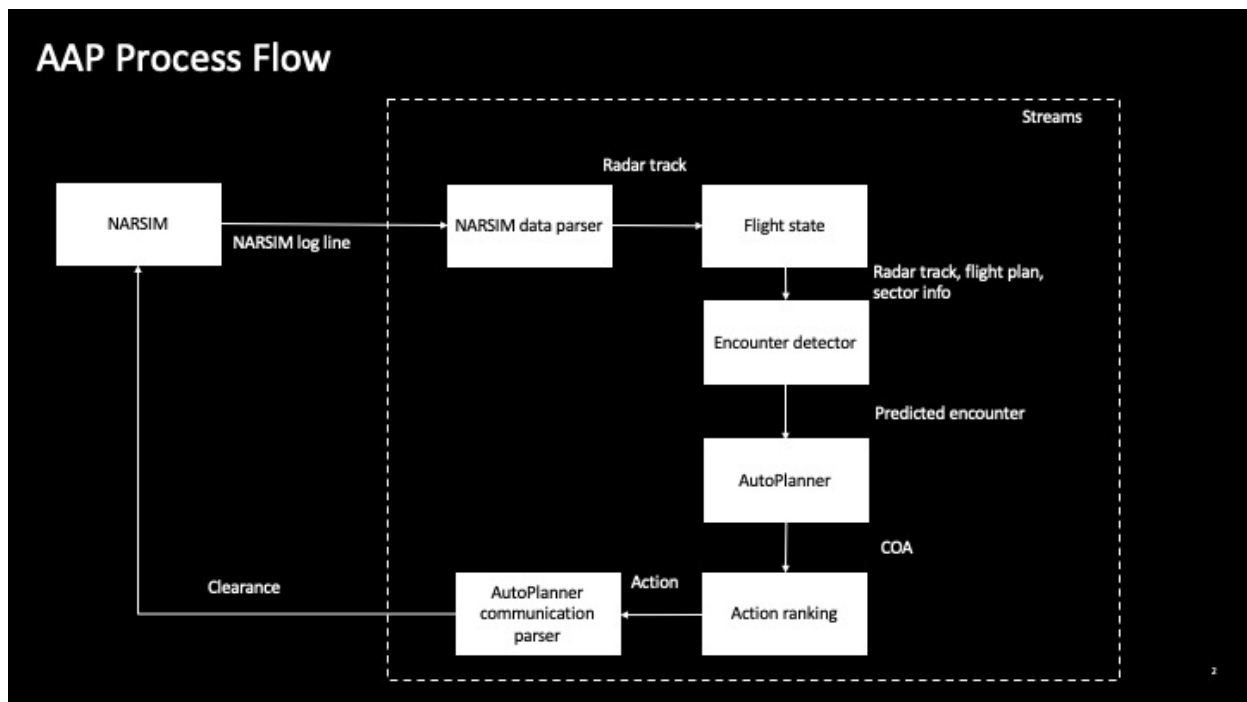 AAP Process Flow
Streams
Radar track
NARSIM
NARSIM data parser
Flight state
NARSIM log line
Radar track, flight plan,
sector info
Encounter detector
Predicted encounter
AutoPlanner
COA
Clearance
AutoPlanner
communication
parser
Action
Action ranking
2